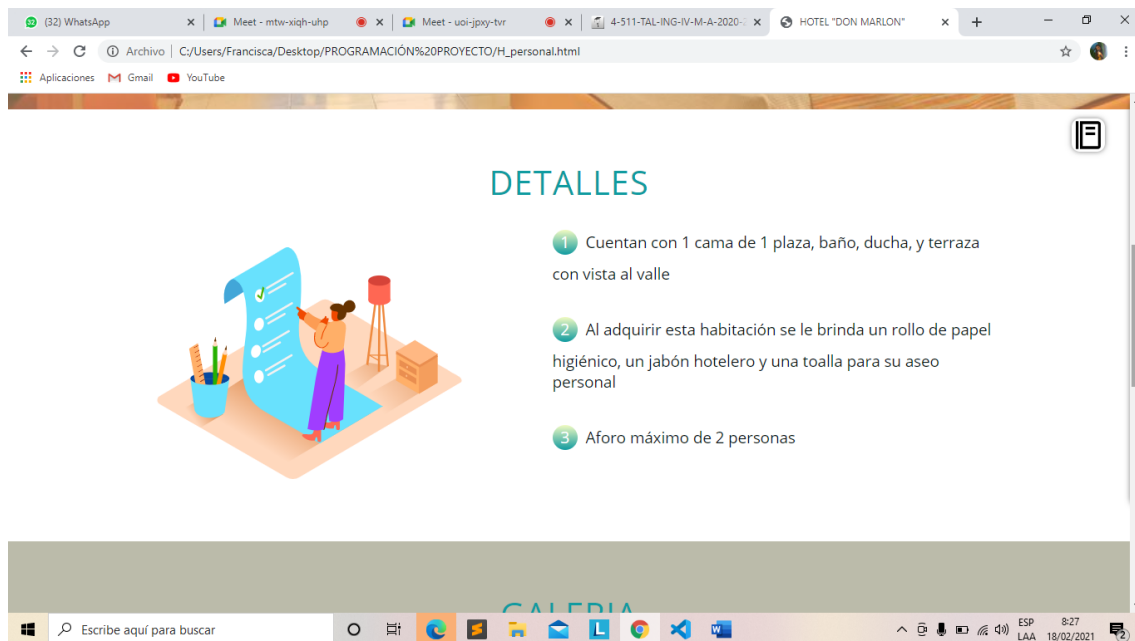 (32) WhatsApp
Meet - mtw-xiqh-uhp
Meet - uoi-jpxy-tvr
4-511-TAL-ING-IV-M-A-2020-
HOTEL "DON MARLON"
Archivo
C:/Users/Francisca/Desktop/PROGRAMACIÓN%20PROYECTO/H_personal.html
Aplicaciones
Gmail
YouTube
DETALLES
1 Cuentan con 1 cama de 1 plaza, baño, ducha, y terraza
con vista al valle
2 Al adquirir esta habitación se le brinda un rollo de papel
higiénico, un jabón hotelero y una toalla para su aseo
personal
3 Aforo máximo de 2 personas
GALERIA
Escribe aquí para buscar
ESP
LAA
8:27
18/02/2021
2